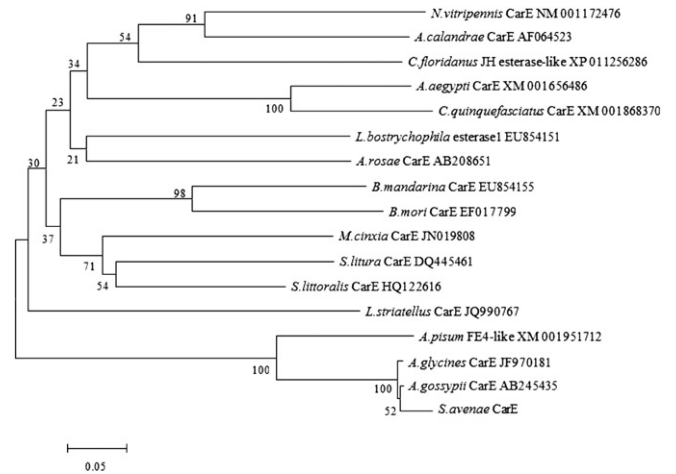 91
N.vitripennis CarE NM 001172476
54
A.calandrae CarE AF064523
34
C.floridanus JH esterase-like XP 011256286
A.aegypti CarE XM 001656486
23
100
C.quinquefasciatus CarE XM 001868370
L.bostrychophila esterase1 EU854151
21
A.rosae CarE AB208651
30
B.mandarina CarE EU854155
98
B.mori CarE EF017799
37
M.cinxia CarE JN019808
71
S.litura CarE DQ445461
54
S.littoralis CarE HQ122616
L.striatellus CarE JQ990767
A.pisum FE4-like XM 001951712
100
A.glycines CarE JF970181
100
A.gossypii CarE AB245435
52
S.avenae CarE
0.05